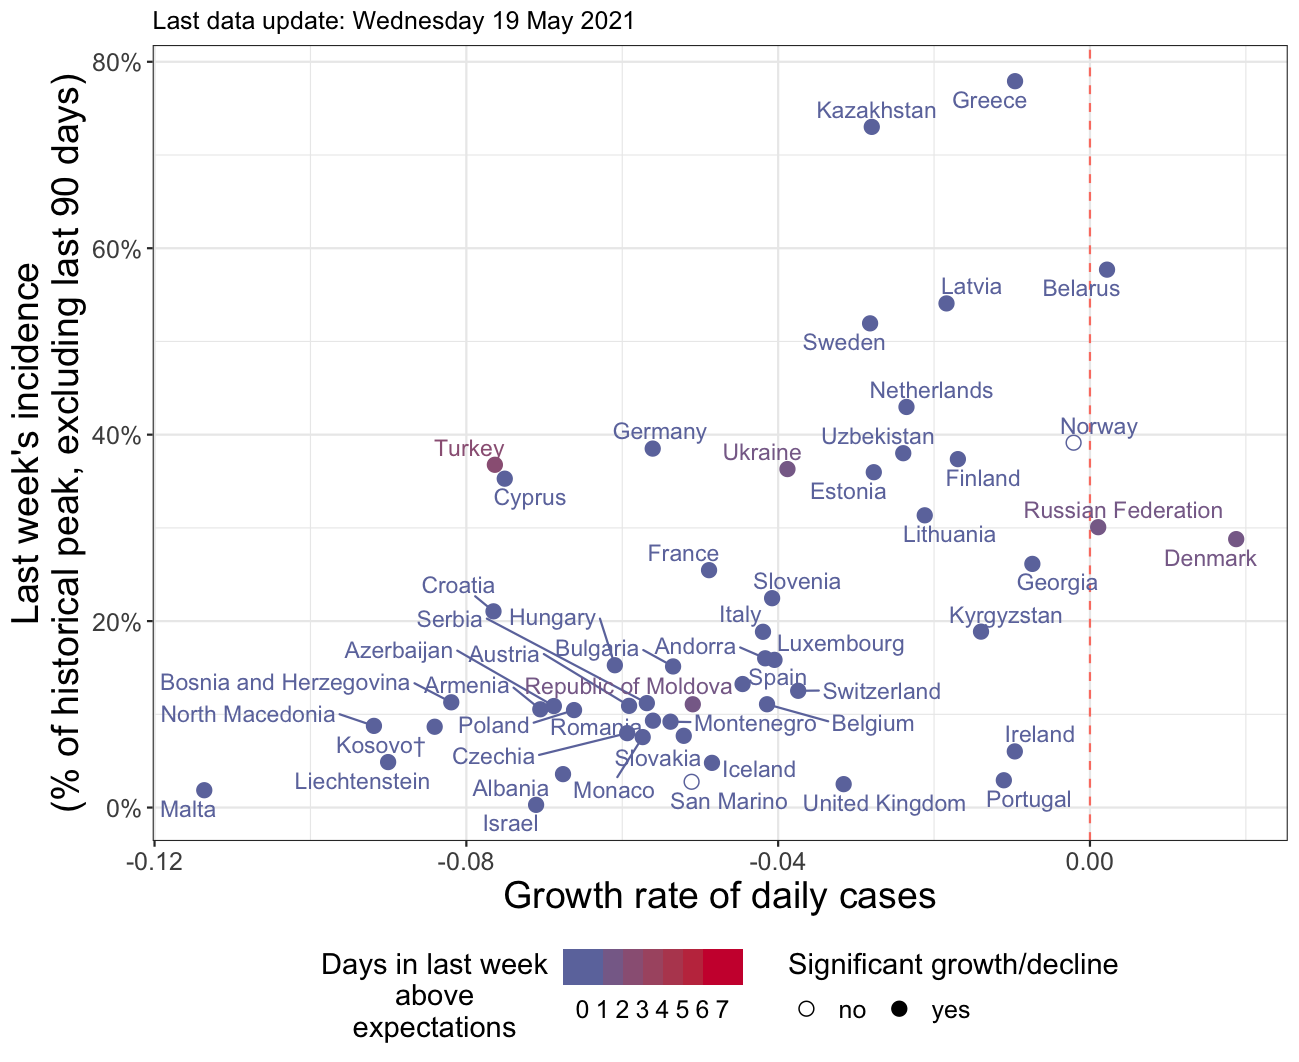 Last data update: Wednesday 19 May 2021
Last week's incidence
(% of historical peak, excluding last 90 days)
80%
60%
40%
20%
0%
Greece
Kazakhstan
Belarus
Latvia
Sweden
Netherlands
Norway
Uzbekistan
Germany
Turkey
Ukraine
Finland
Estonia
Cyprus
Russian Federation
Lithuania
Denmark
France
Georgia
Slovenia
Croatia
Kyrgyzstan
Italy
Serbia
Hungary
Luxembourg
Andorra
Bulgaria
Azerbaijan
Austria
Spain
Bosnia and Herzegovina
Armenia
Republic of Moldova
Switzerland
North Macedonia
Poland
Romania
Montenegro
Belgium
Ireland
Kosovo†
Czechia
Slovakia
Iceland
Liechtenstein
Albania
Monaco
San Marino
United Kingdom
Portugal
Malta
Israel
-0.12
-0.08
-0.04
0.00
Growth rate of daily cases
Days in last week
above
expectations
0 1 2 3 4 5 6 7
Significant growth/decline
no
yes